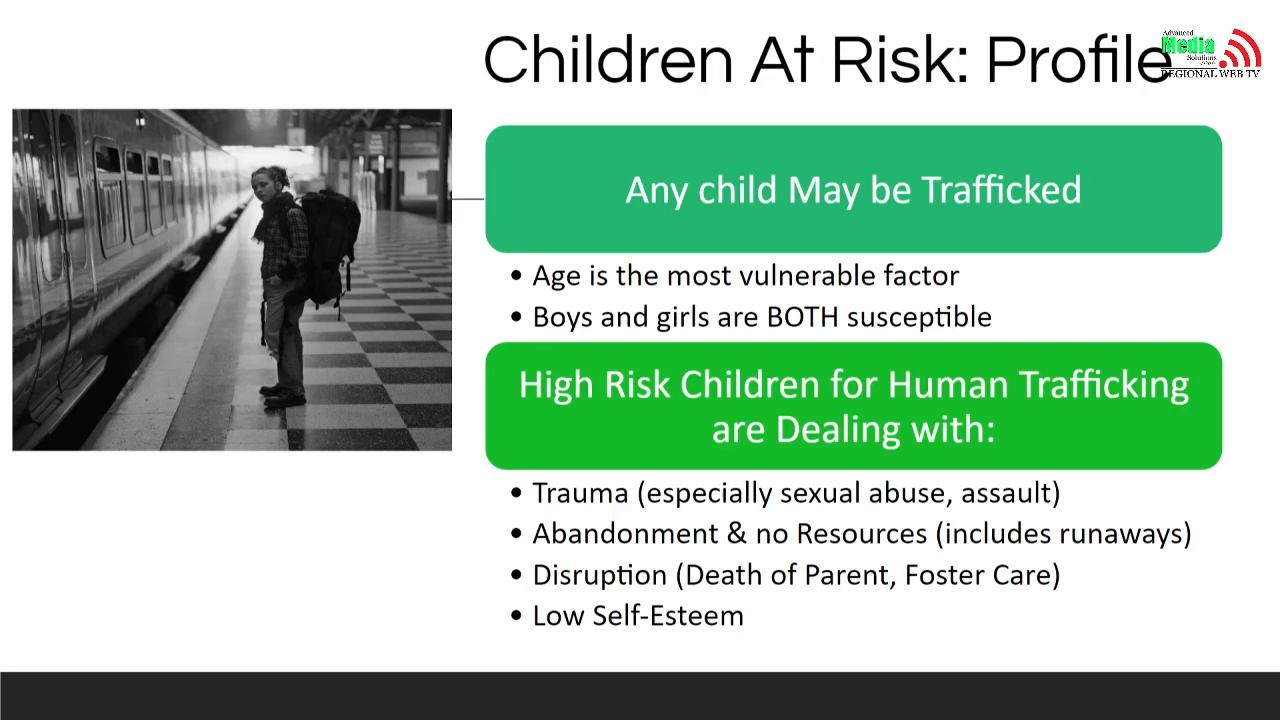 Children At Risk: Profile
Advanced
Media
Solutions
REGIONAL WEB TV
Any child May be Trafficked
• Age is the most vulnerable factor
• Boys and girls are BOTH susceptible
High Risk Children for Human Trafficking
are Dealing with:
• Trauma (especially sexual abuse, assault)
• Abandonment & no Resources (includes runaways)
• Disruption (Death of Parent, Foster Care)
• Low Self-Esteem